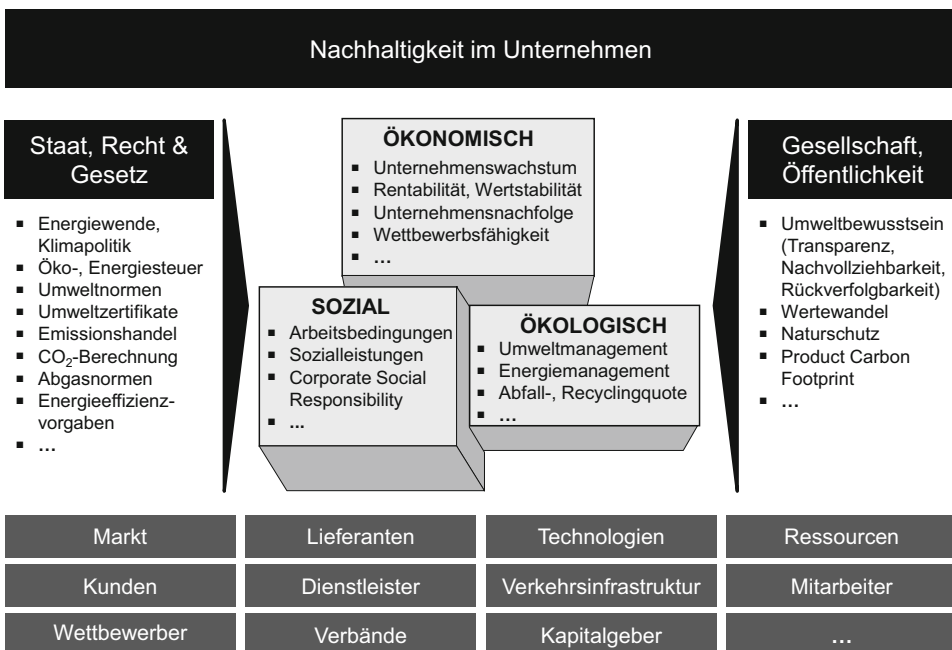 Nachhaltigkeit im Unternehmen
Staat, Recht &
Gesetz
▪ Energiewende,
Klimapolitik
▪ Öko-, Energiesteuer
▪ Umweltnormen
▪ Umweltzertifikate
▪ Emissionshandel
▪ CO₂-Berechnung
▪ Abgasnormen
▪ Energieeffizienz-
vorgaben
▪ …
ÖKONOMISCH
▪ Unternehmenswachstum
▪ Rentabilität, Wertstabilität
▪ Unternehmensnachfolge
▪ Wettbewerbsfähigkeit
▪ …
SOZIAL
▪ Arbeitsbedingungen
▪ Sozialleistungen
▪ Corporate Social
Responsibility
▪ ...
ÖKOLOGISCH
▪ Umweltmanagement
▪ Energiemanagement
▪ Abfall-, Recyclingquote
▪ …
Gesellschaft,
Öffentlichkeit
▪ Umweltbewusstsein
(Transparenz,
Nachvollziehbarkeit,
Rückverfolgbarkeit)
▪ Wertewandel
▪ Naturschutz
▪ Product Carbon
Footprint
▪ …
Markt Lieferanten Technologien Ressourcen
Kunden Dienstleister Verkehrsinfrastruktur Mitarbeiter
Wettbewerber Verbände Kapitalgeber …